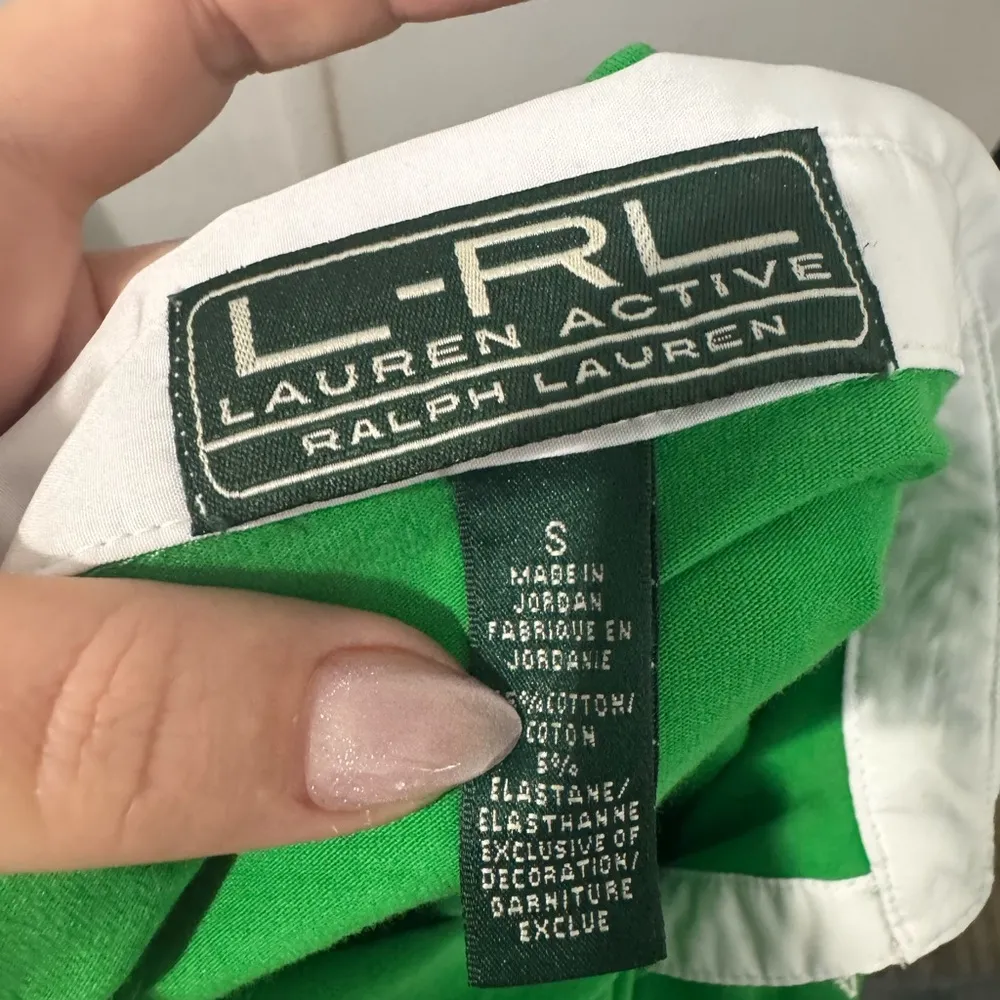 L-RL
LAUREN ACTIVE
RALPH LAUREN
S
MADE IN
JORDAN
FABRIQUE EN
JORDANIE
5% COTTON/
COTON
5%
ELASTANE/
ELASTHANNE
EXCLUSIVE OF
DECORATION/
GARNITURE
EXCLUE